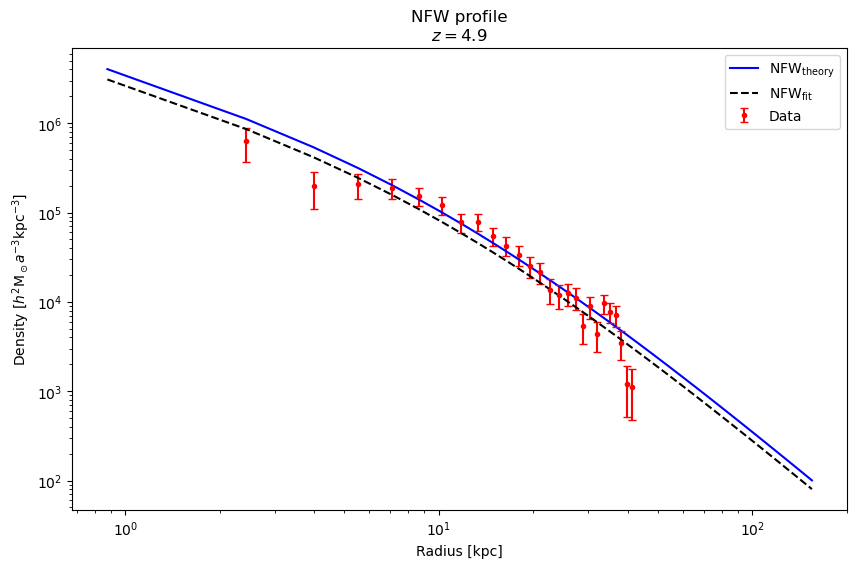 NFW profile
z = 4.9
NFW_theory
NFW_fit
Data
Density [h²M⊙a⁻³kpc⁻³]
10⁶
10⁵
10⁴
10³
10²
10⁰
10¹
10²
Radius [kpc]